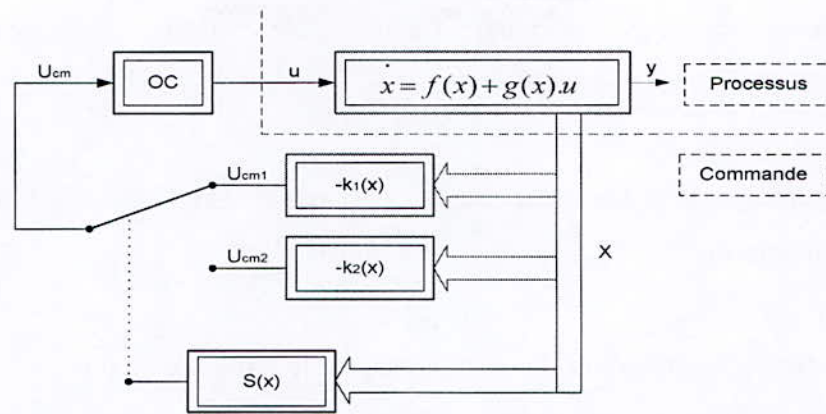 Ucm
OC
u
ẋ = f(x) + g(x).u
y
Processus
Commande
Ucm1
-k1(x)
Ucm2
-k2(x)
X
S(x)